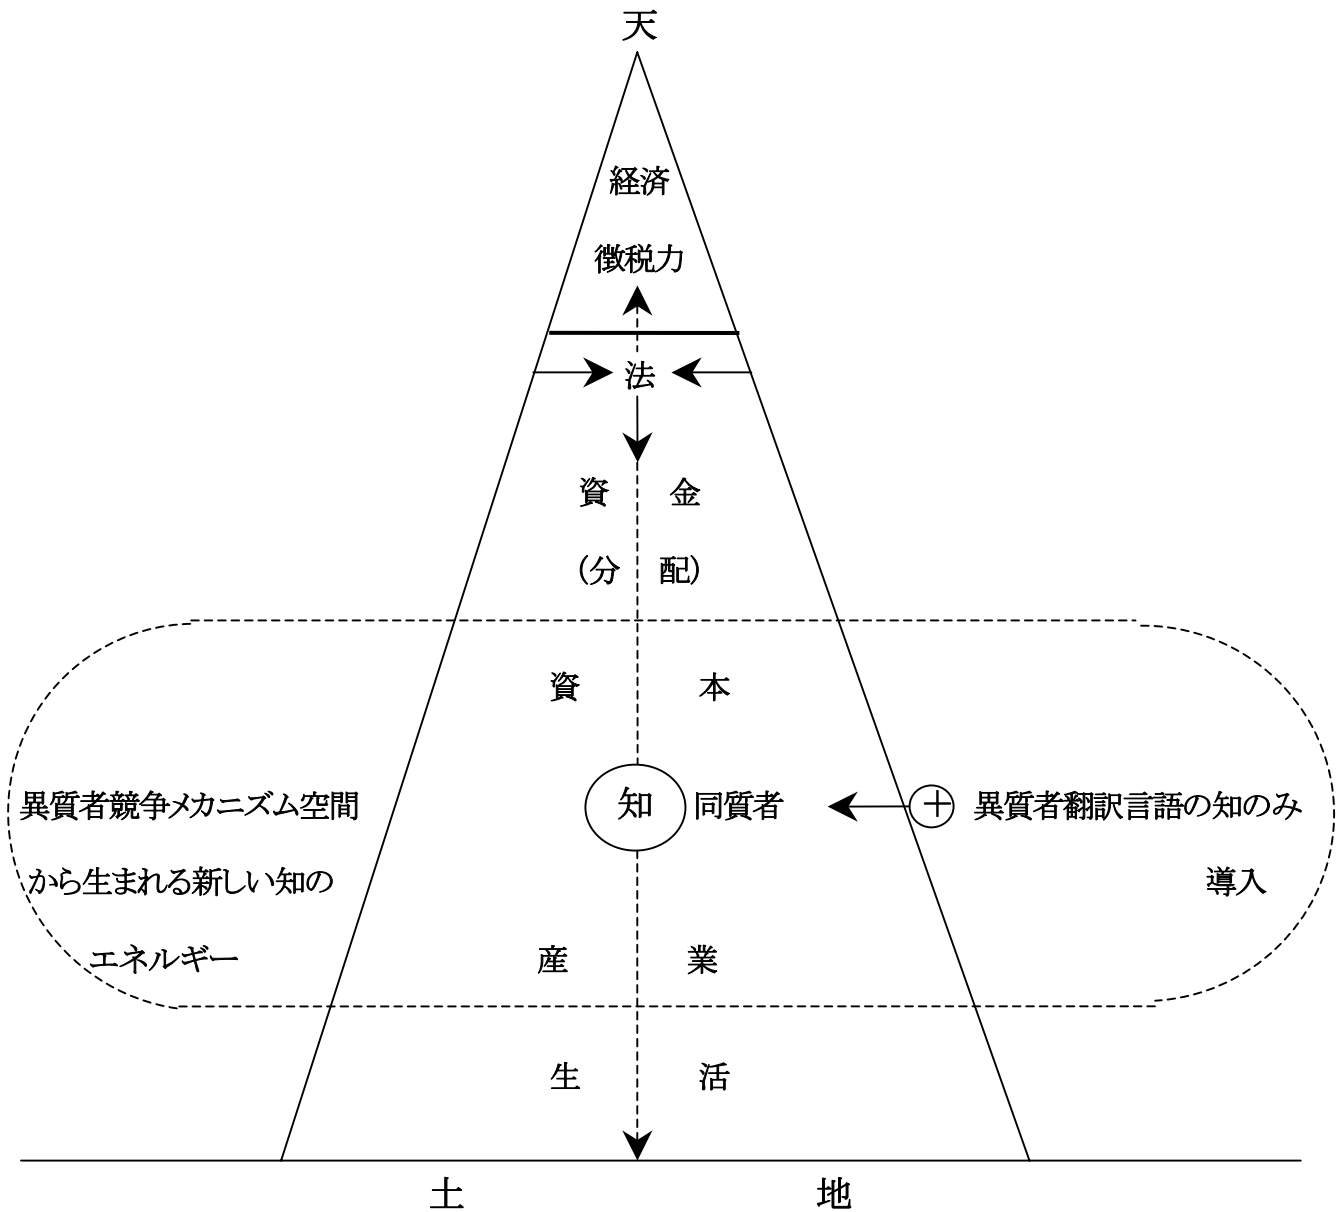 天
経済
徴税力
法
資 金
(分 配)
資 本
異質者競争メカニズム空間
から生まれる新しい知の
エネルギー
知 同質者
＋ 異質者翻訳言語の知のみ
導入
産 業
生 活
土 地